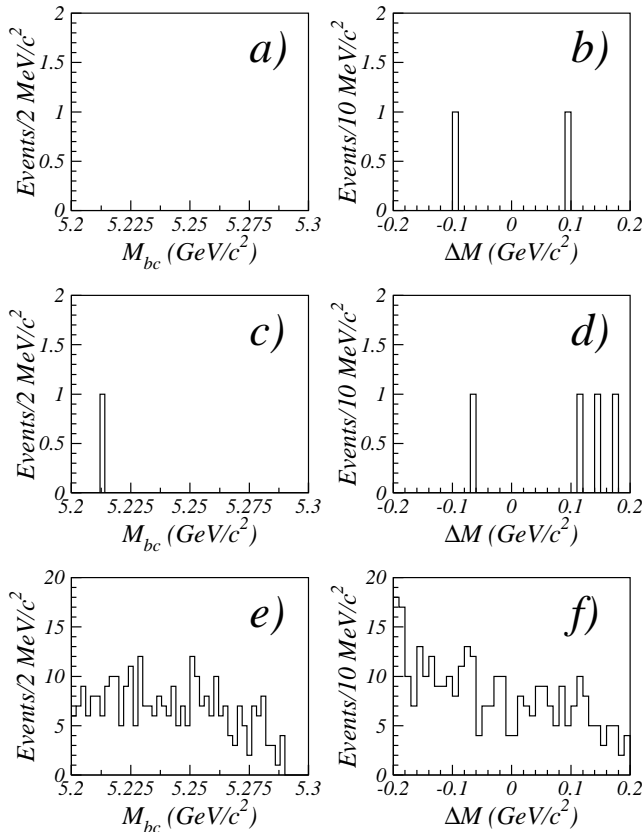 a)
Events/2 MeV/c²
2
1.5
1
0.5
0
5.2 5.225 5.25 5.275 5.3
M_bc (GeV/c²)
b)
Events/10 MeV/c²
2
1.5
1
0.5
0
-0.2 -0.1 0 0.1 0.2
ΔM (GeV/c²)
c)
Events/2 MeV/c²
2
1.5
1
0.5
0
5.2 5.225 5.25 5.275 5.3
M_bc (GeV/c²)
d)
Events/10 MeV/c²
2
1.5
1
0.5
0
-0.2 -0.1 0 0.1 0.2
ΔM (GeV/c²)
e)
Events/2 MeV/c²
20
15
10
5
0
5.2 5.225 5.25 5.275 5.3
M_bc (GeV/c²)
f)
Events/10 MeV/c²
20
15
10
5
0
-0.2 -0.1 0 0.1 0.2
ΔM (GeV/c²)